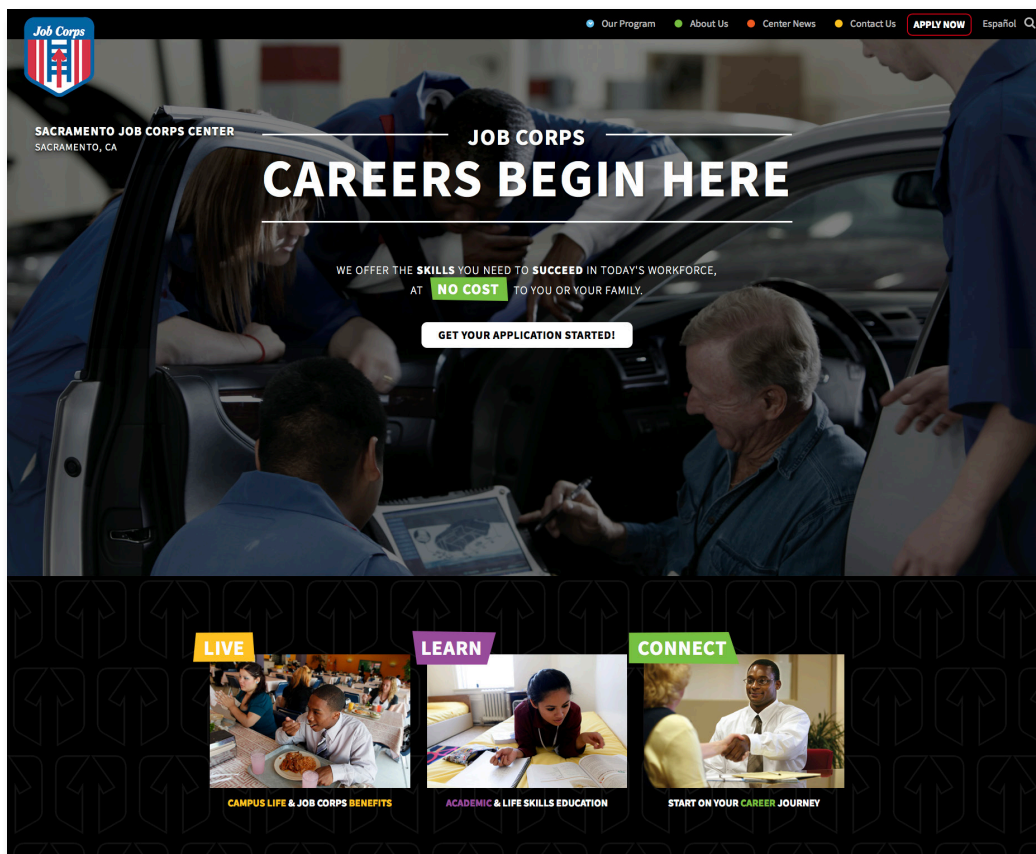 Job Corps
Our Program
About Us
Center News
Contact Us
APPLY NOW
Español
SACRAMENTO JOB CORPS CENTER
SACRAMENTO, CA
JOB CORPS
CAREERS BEGIN HERE
WE OFFER THE SKILLS YOU NEED TO SUCCEED IN TODAY'S WORKFORCE,
AT NO COST TO YOU OR YOUR FAMILY.
GET YOUR APPLICATION STARTED!
LIVE
LEARN
CONNECT
CAMPUS LIFE & JOB CORPS BENEFITS
ACADEMIC & LIFE SKILLS EDUCATION
START ON YOUR CAREER JOURNEY